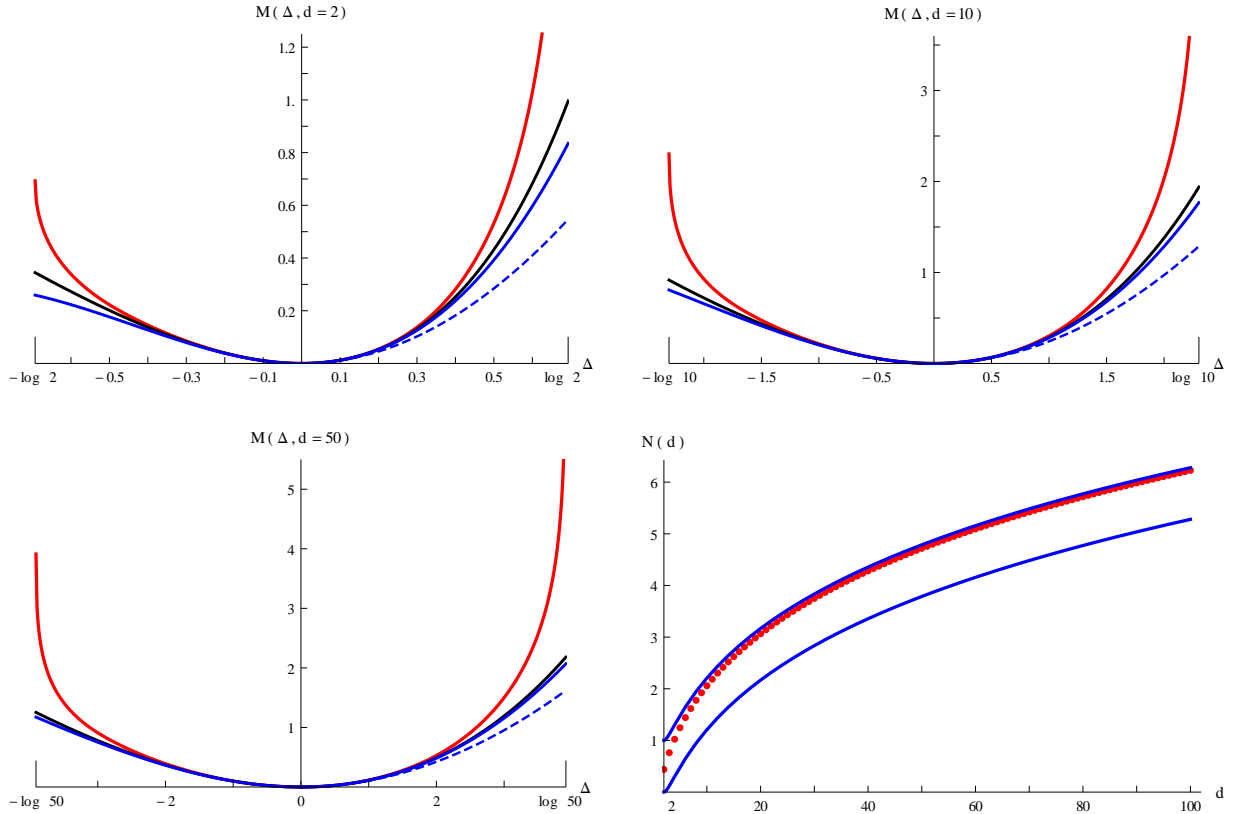 M ( Δ , d = 2 )
1.2
1.
0.8
0.6
0.4
0.2
− log 2 − 0.5 − 0.3 − 0.1 0.1 0.3 0.5 log 2 Δ
M ( Δ , d = 10 )
3
2
1
− log 10 − 1.5 − 0.5 0.5 1.5 log 10 Δ
M ( Δ , d = 50 )
5
4
3
2
1
− log 50 − 2 0 2 log 50 Δ
N ( d )
6
5
4
3
2
1
0
2 20 40 60 80 100 d